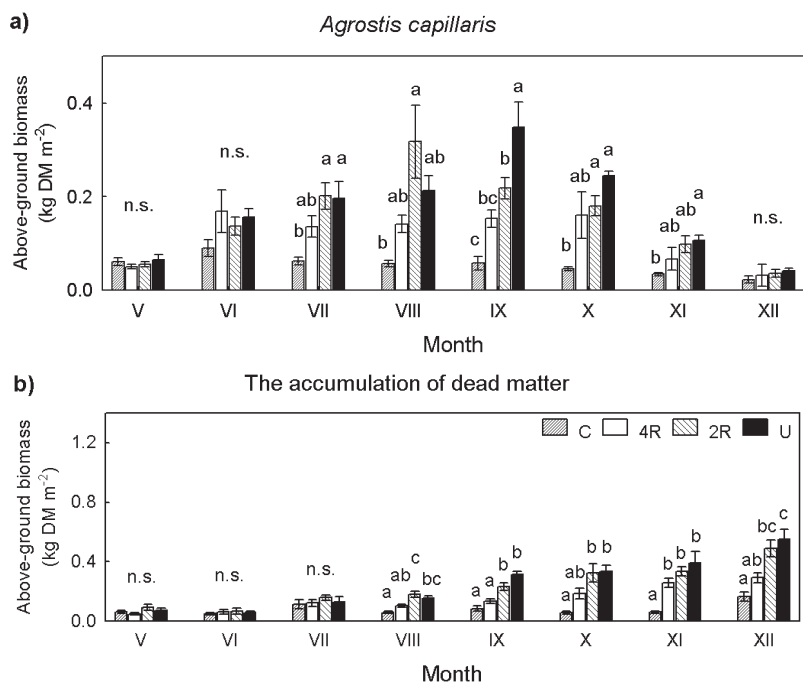 a)
Agrostis capillaris
Above-ground biomass
(kg DM m⁻²)
0.4
0.2
0.0
n.s.
n.s.
b ab a a
b ab a ab
c bc b a
b ab a a
b ab ab a
n.s.
V VI VII VIII IX X XI XII
Month
b)
The accumulation of dead matter
Above-ground biomass
(kg DM m⁻²)
C 4R 2R U
1.2
0.8
0.4
0.0
n.s.
n.s.
n.s.
a ab c bc
a a b b
a ab b b
a b b b
a ab bc c
V VI VII VIII IX X XI XII
Month